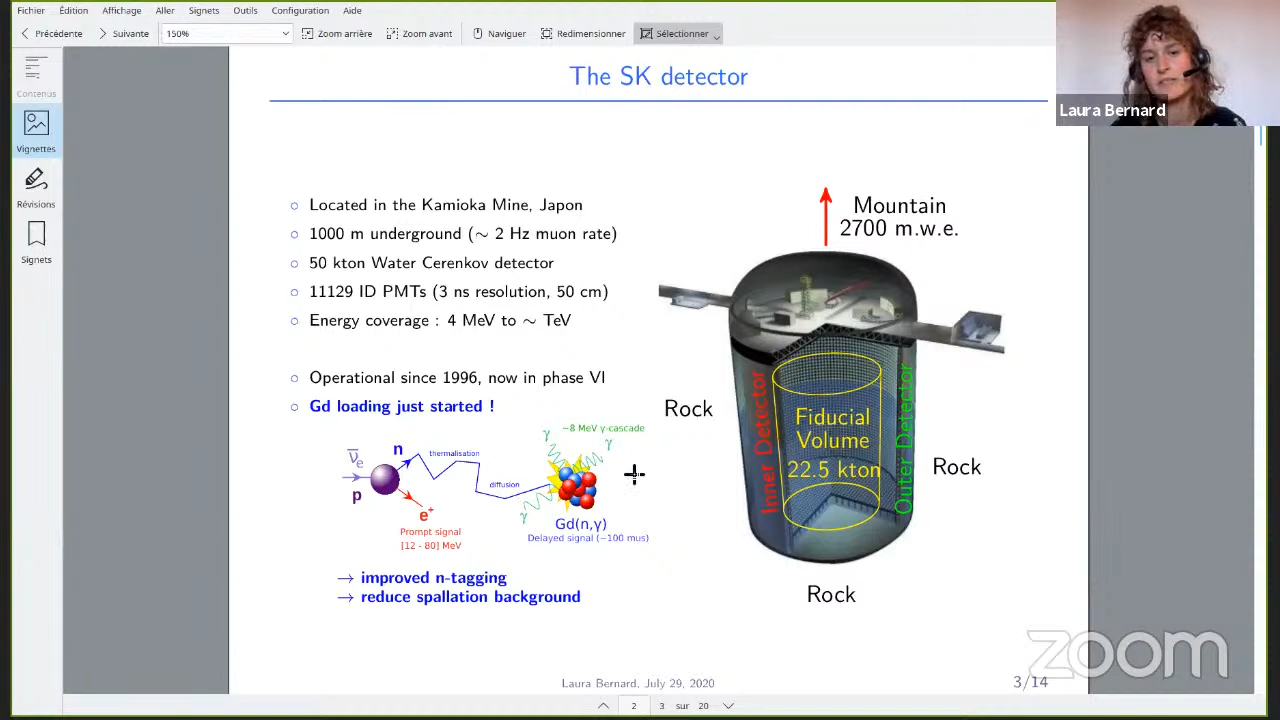 Fichier Édition Affichage Aller Signets Outils Configuration Aide
Précédente Suivante 150% Zoom arrière Zoom avant Naviguer Redimensionner Sélectionner
Contenus
Vignettes
Révisions
Signets
Laura Bernard
The SK detector
Located in the Kamioka Mine, Japon
1000 m underground (∼ 2 Hz muon rate)
50 kton Water Cerenkov detector
11129 ID PMTs (3 ns resolution, 50 cm)
Energy coverage : 4 MeV to ∼ TeV
Operational since 1996, now in phase VI
Gd loading just started !
ν̅e
p
n
e+
thermalisation
diffusion
γ
γ
γ
~8 MeV γ-cascade
Prompt signal
[12 - 80] MeV
Gd(n,γ)
Delayed signal (~100 mus)
→ improved n-tagging
→ reduce spallation background
Mountain
2700 m.w.e.
Inner Detector
Fiducial
Volume
22.5 kton
Outer Detector
Rock
Rock
Rock
Laura Bernard, July 29, 2020
3/14
2 3 sur 20
zoom